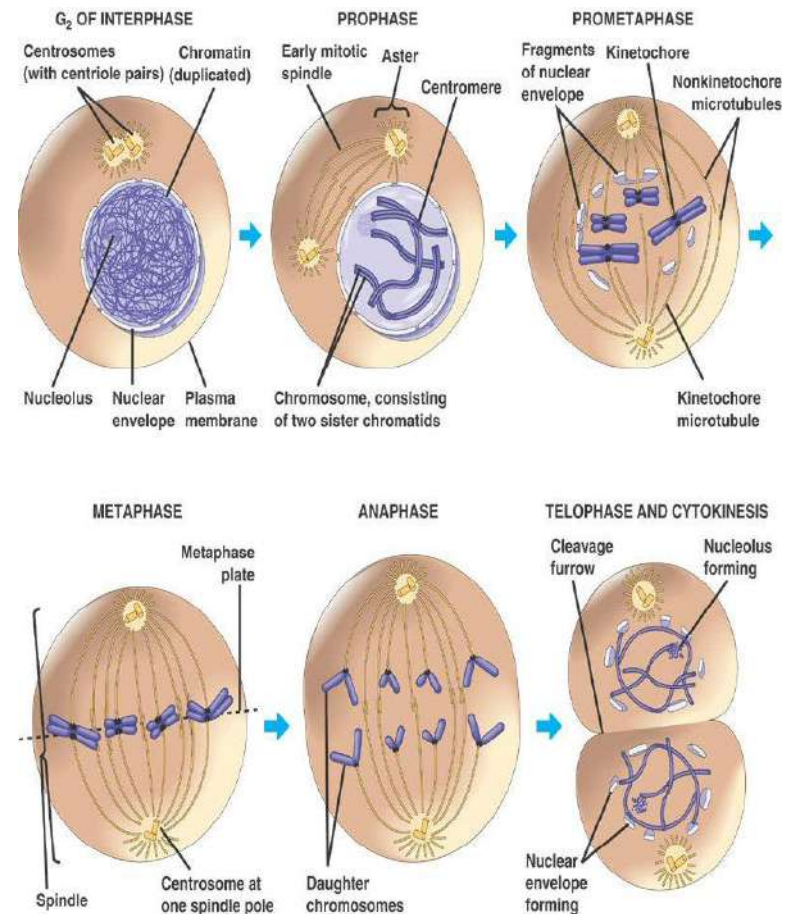 G₂ OF INTERPHASE
PROPHASE
PROMETAPHASE
Centrosomes
(with centriole pairs)
Chromatin
(duplicated)
Early mitotic
spindle
Aster
Centromere
Fragments
of nuclear
envelope
Kinetochore
Nonkinetochore
microtubules
Nucleolus
Nuclear
envelope
Plasma
membrane
Chromosome, consisting
of two sister chromatids
Kinetochore
microtubule
METAPHASE
ANAPHASE
TELOPHASE AND CYTOKINESIS
Metaphase
plate
Cleavage
furrow
Nucleolus
forming
Spindle
Centrosome at
one spindle pole
Daughter
chromosomes
Nuclear
envelope
forming